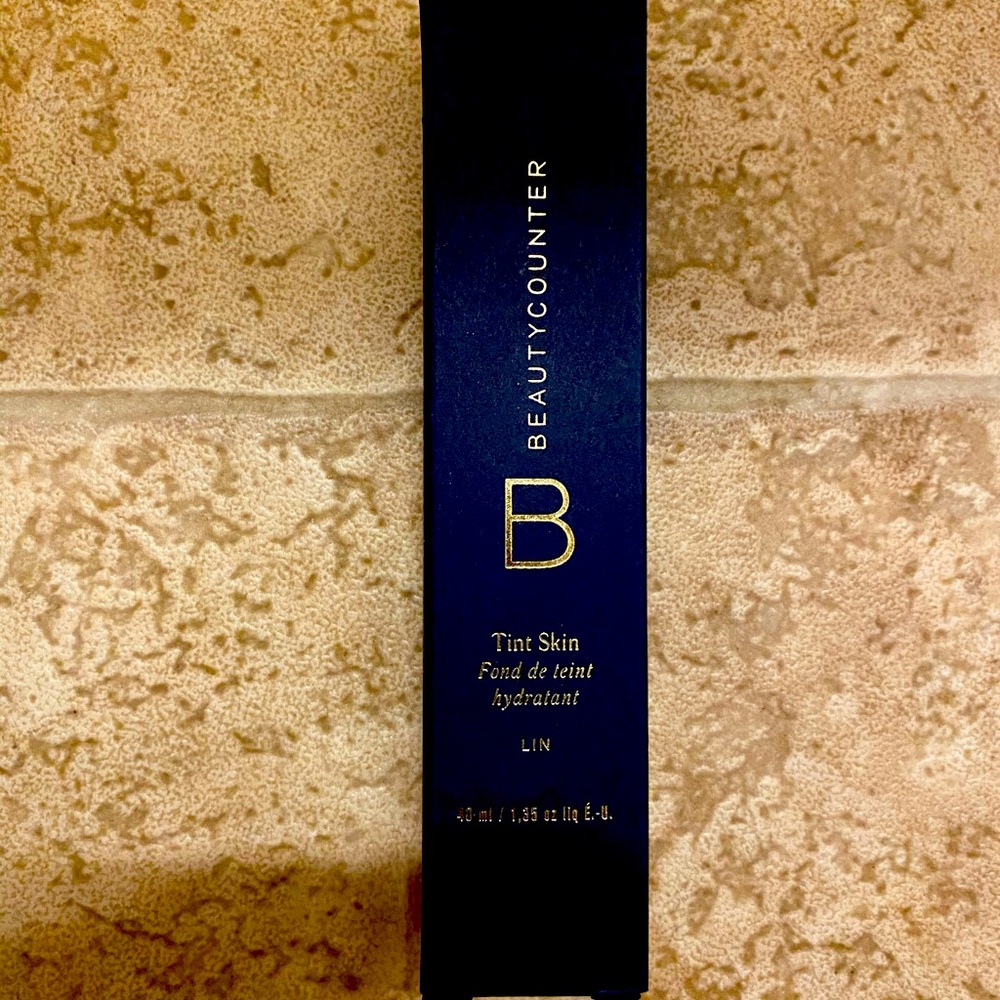 BEAUTYCOUNTER
B
Tint Skin
Fond de teint
hydratant
LIN
40 ml / 1,35 oz liq É.-U.